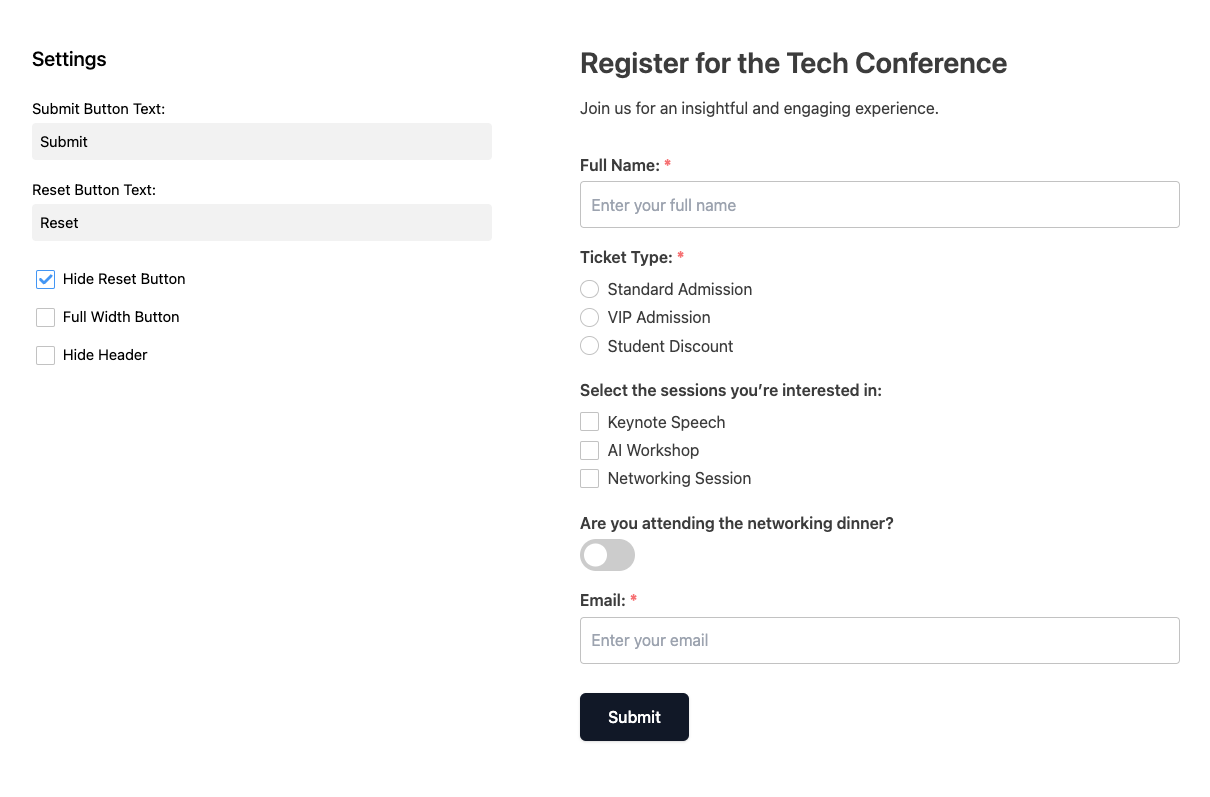 Settings
Submit Button Text:
Submit
Reset Button Text:
Reset
Hide Reset Button
Full Width Button
Hide Header
Register for the Tech Conference
Join us for an insightful and engaging experience.
Full Name: *
Enter your full name
Ticket Type: *
Standard Admission
VIP Admission
Student Discount
Select the sessions you’re interested in:
Keynote Speech
AI Workshop
Networking Session
Are you attending the networking dinner?
Email: *
Enter your email
Submit